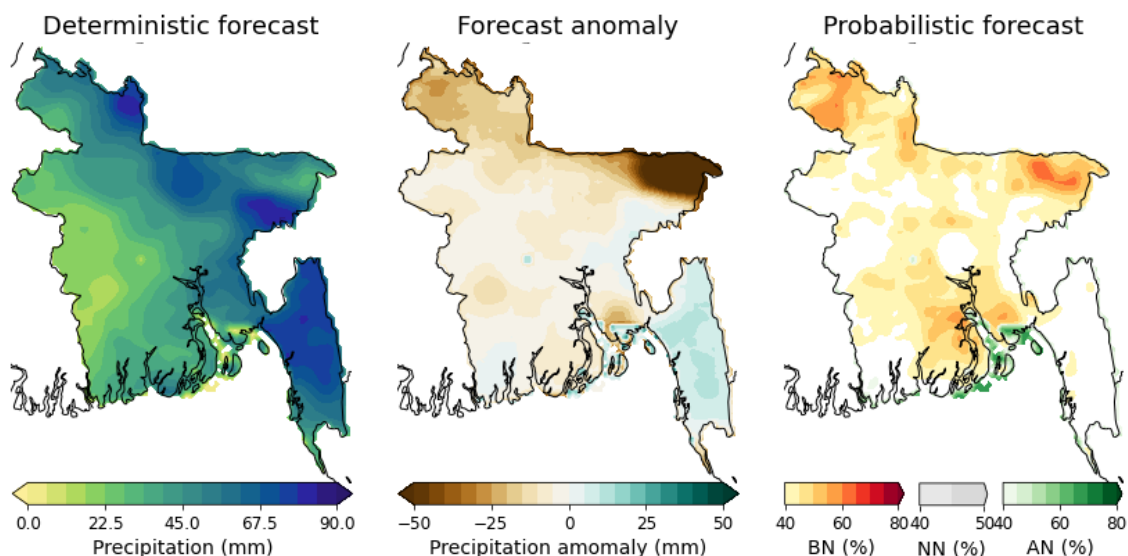 Deterministic forecast
Forecast anomaly
Probabilistic forecast
0.0 22.5 45.0 67.5 90.0
Precipitation (mm)
−50 −25 0 25 50
Precipitation amomaly (mm)
40 60 80
BN (%)
40 50
NN (%)
40 60 80
AN (%)